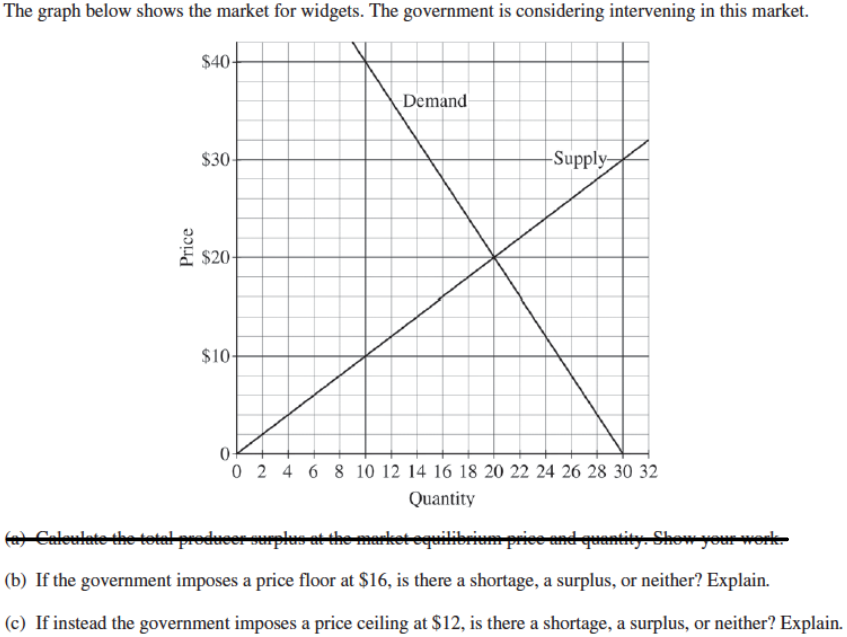 The graph below shows the market for widgets. The government is considering intervening in this market.
$40
Demand
$30
Supply
Price
$20
$10
0
0 2 4 6 8 10 12 14 16 18 20 22 24 26 28 30 32
Quantity
(a) Calculate the total producer surplus at the market equilibrium price and quantity. Show your work.
(b) If the government imposes a price floor at $16, is there a shortage, a surplus, or neither? Explain.
(c) If instead the government imposes a price ceiling at $12, is there a shortage, a surplus, or neither? Explain.